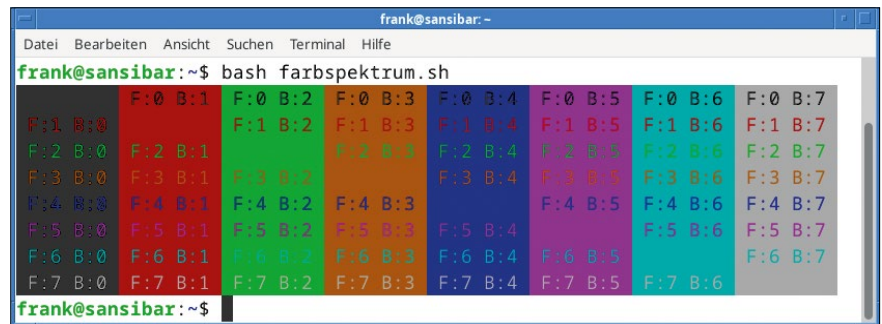 frank@sansibar: ~
Datei Bearbeiten Ansicht Suchen Terminal Hilfe
frank@sansibar:~$ bash farbspektrum.sh
F:0 B:1 F:0 B:2 F:0 B:3 F:0 B:4 F:0 B:5 F:0 B:6 F:0 B:7
F:1 B:0 F:1 B:2 F:1 B:3 F:1 B:4 F:1 B:5 F:1 B:6 F:1 B:7
F:2 B:0 F:2 B:1 F:2 B:3 F:2 B:4 F:2 B:5 F:2 B:6 F:2 B:7
F:3 B:0 F:3 B:1 F:3 B:2 F:3 B:4 F:3 B:5 F:3 B:6 F:3 B:7
F:4 B:0 F:4 B:1 F:4 B:2 F:4 B:3 F:4 B:5 F:4 B:6 F:4 B:7
F:5 B:0 F:5 B:1 F:5 B:2 F:5 B:3 F:5 B:4 F:5 B:6 F:5 B:7
F:6 B:0 F:6 B:1 F:6 B:2 F:6 B:3 F:6 B:4 F:6 B:5 F:6 B:7
F:7 B:0 F:7 B:1 F:7 B:2 F:7 B:3 F:7 B:4 F:7 B:5 F:7 B:6
frank@sansibar:~$